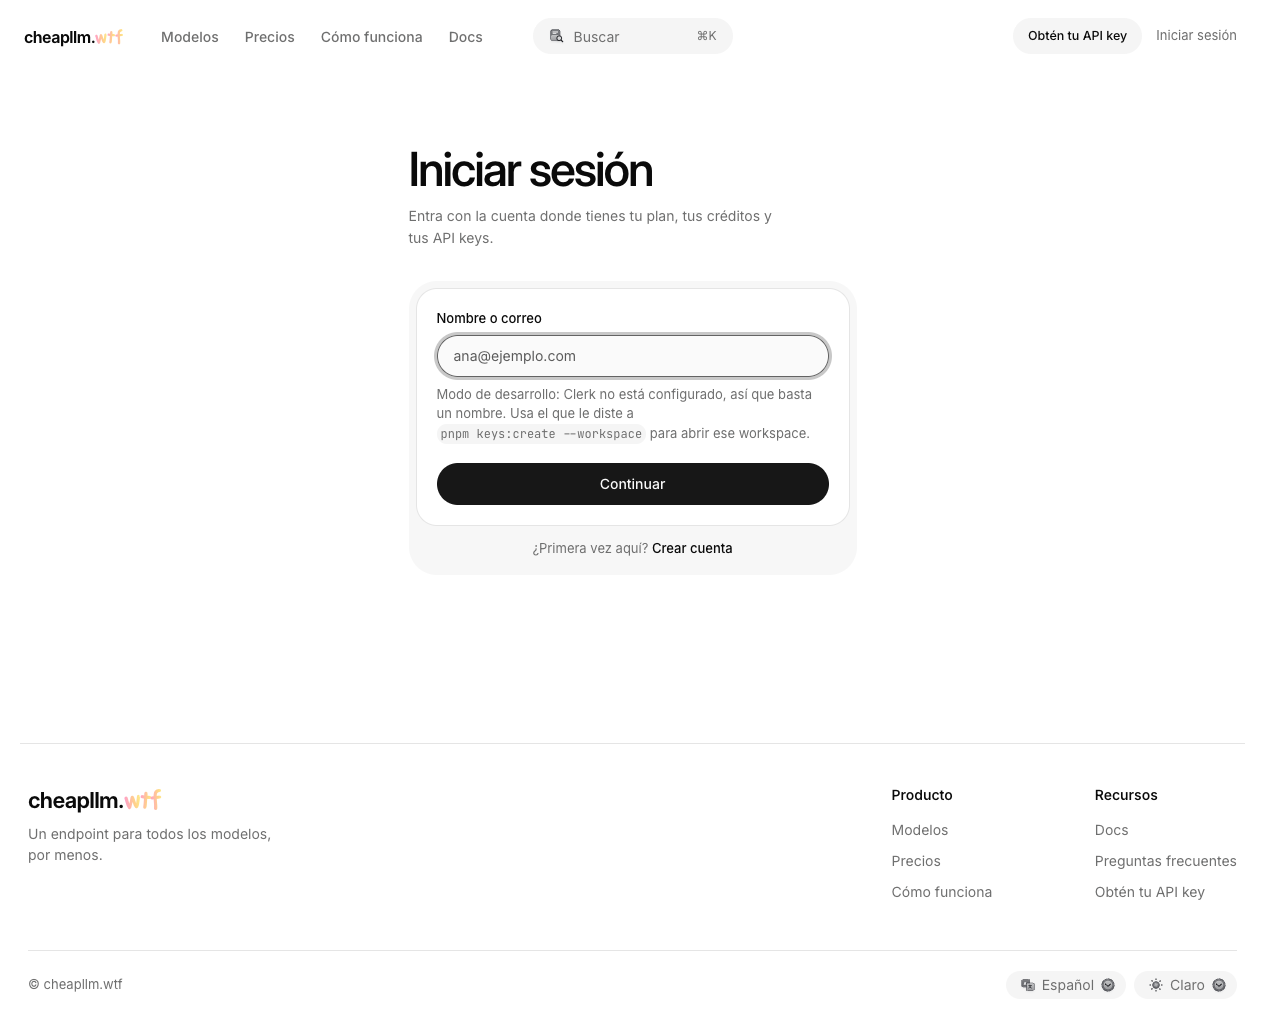 cheapllm.wtf
Modelos
Precios
Cómo funciona
Docs
Buscar
⌘K
Obtén tu API key
Iniciar sesión
Iniciar sesión
Entra con la cuenta donde tienes tu plan, tus créditos y
tus API keys.
Nombre o correo
ana@ejemplo.com
Modo de desarrollo: Clerk no está configurado, así que basta
un nombre. Usa el que le diste a
pnpm keys:create --workspace para abrir ese workspace.
Continuar
¿Primera vez aquí? Crear cuenta
cheapllm.wtf
Un endpoint para todos los modelos,
por menos.
Producto
Modelos
Precios
Cómo funciona
Recursos
Docs
Preguntas frecuentes
Obtén tu API key
© cheapllm.wtf
Español
Claro